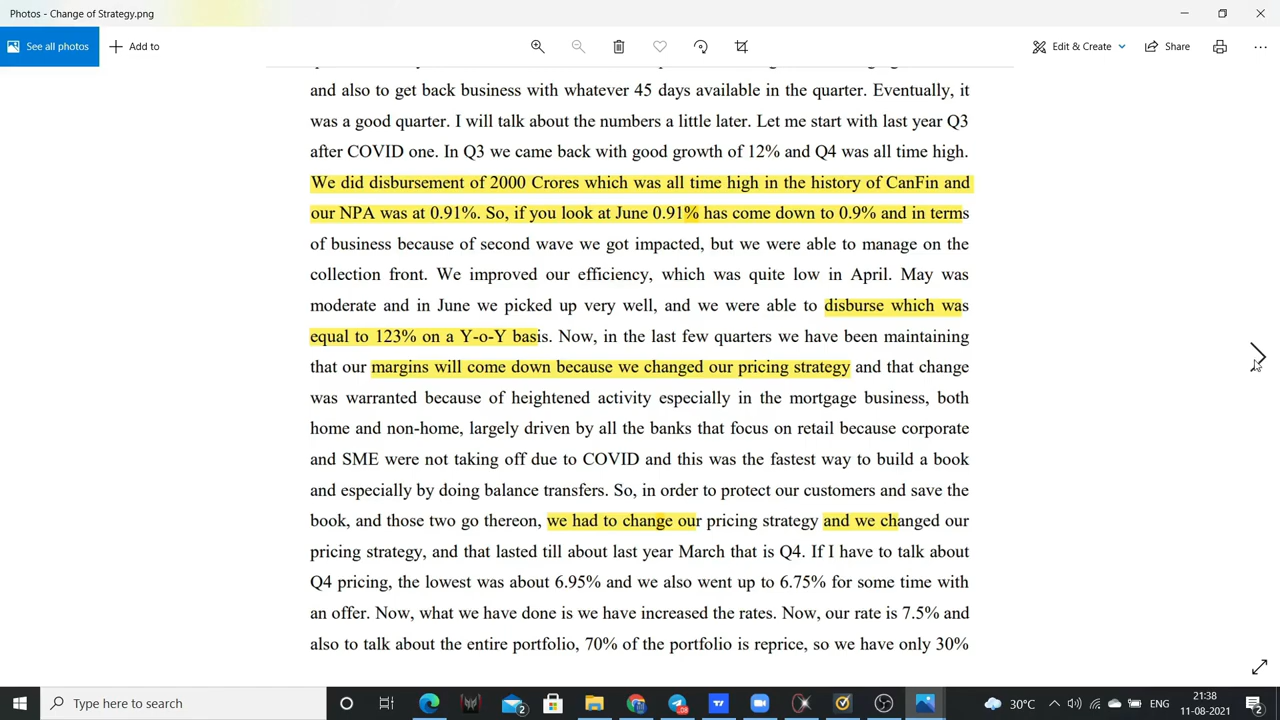 Photos - Change of Strategy.png
See all photos
Add to
Edit & Create
Share
and also to get back business with whatever 45 days available in the quarter. Eventually, it
was a good quarter. I will talk about the numbers a little later. Let me start with last year Q3
after COVID one. In Q3 we came back with good growth of 12% and Q4 was all time high.
We did disbursement of 2000 Crores which was all time high in the history of CanFin and
our NPA was at 0.91%. So, if you look at June 0.91% has come down to 0.9% and in terms
of business because of second wave we got impacted, but we were able to manage on the
collection front. We improved our efficiency, which was quite low in April. May was
moderate and in June we picked up very well, and we were able to disburse which was
equal to 123% on a Y-o-Y basis. Now, in the last few quarters we have been maintaining
that our margins will come down because we changed our pricing strategy and that change
was warranted because of heightened activity especially in the mortgage business, both
home and non-home, largely driven by all the banks that focus on retail because corporate
and SME were not taking off due to COVID and this was the fastest way to build a book
and especially by doing balance transfers. So, in order to protect our customers and save the
book, and those two go thereon, we had to change our pricing strategy and we changed our
pricing strategy, and that lasted till about last year March that is Q4. If I have to talk about
Q4 pricing, the lowest was about 6.95% and we also went up to 6.75% for some time with
an offer. Now, what we have done is we have increased the rates. Now, our rate is 7.5% and
also to talk about the entire portfolio, 70% of the portfolio is reprice, so we have only 30%
Type here to search
30°C
ENG
21:38
11-08-2021
2